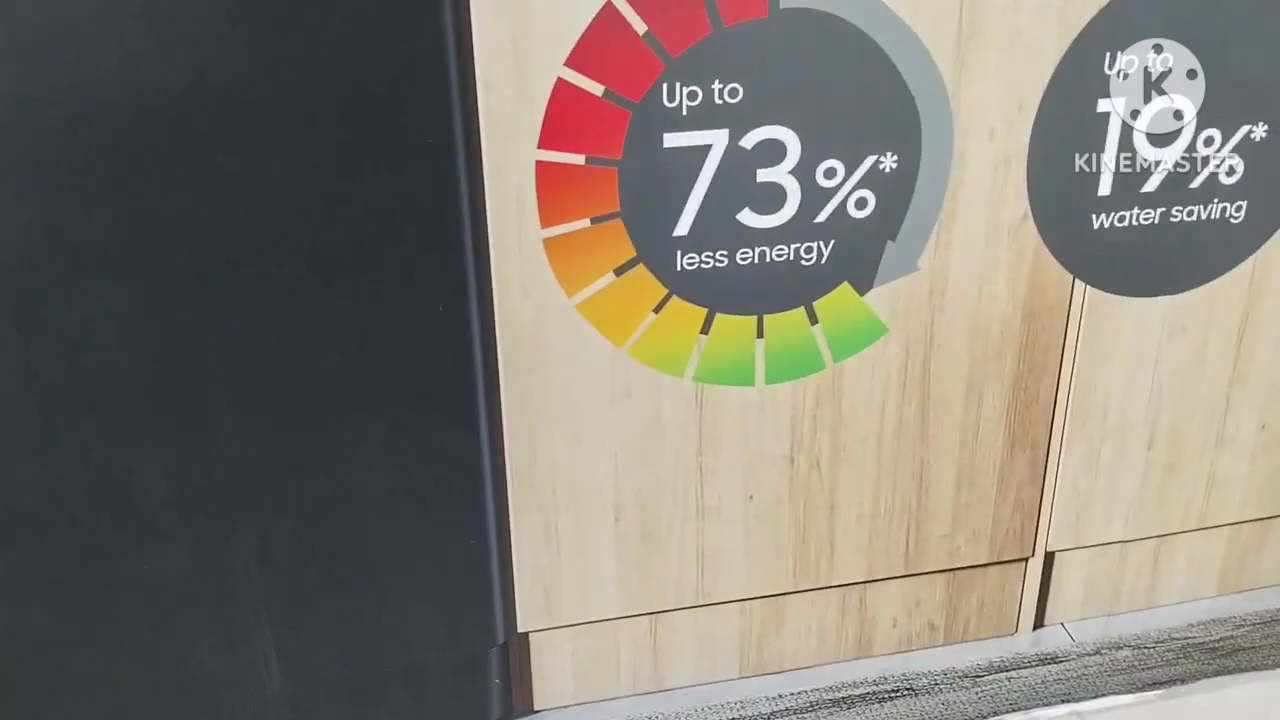 Up to
73%*
less energy
Up to
19%*
water saving
K
KINEMASTER